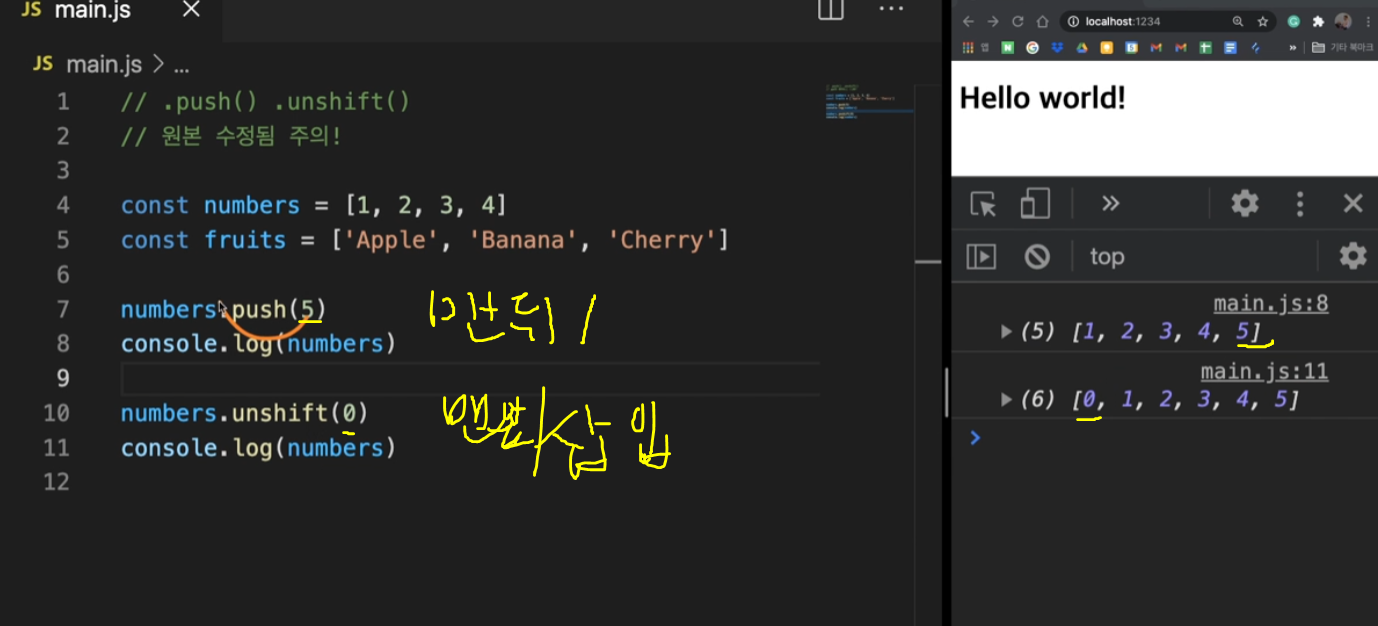 JS main.js
JS main.js > ...
1 // .push() .unshift()
2 // 원본 수정됨 주의!
3
4 const numbers = [1, 2, 3, 4]
5 const fruits = ['Apple', 'Banana', 'Cherry']
6
7 numbers.push(5)
맨뒤
8 console.log(numbers)
9
10 numbers.unshift(0)
삽입
11 console.log(numbers)
12
localhost:1234
앱
기타 북마크
Hello world!
top
main.js:8
(5) [1, 2, 3, 4, 5]
main.js:11
(6) [0, 1, 2, 3, 4, 5]